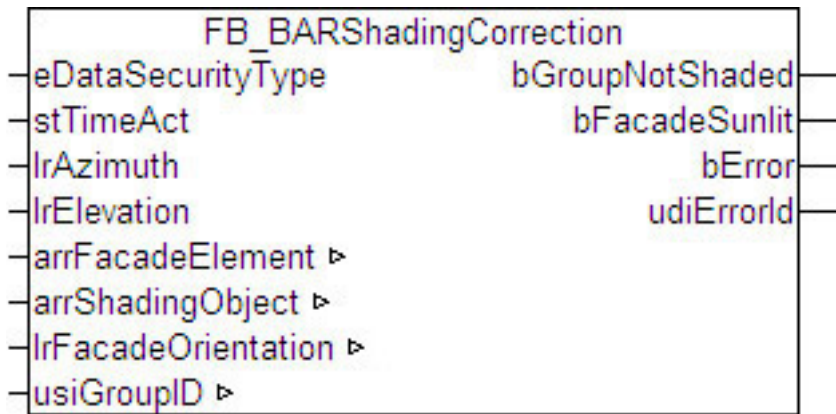 FB_BARShadingCorrection
eDataSecurityType bGroupNotShaded
stTimeAct bFacadeSunlit
lrAzimuth bError
lrElevation udiErrorId
arrFacadeElement ▹
arrShadingObject ▹
lrFacadeOrientation ▹
usiGroupID ▹